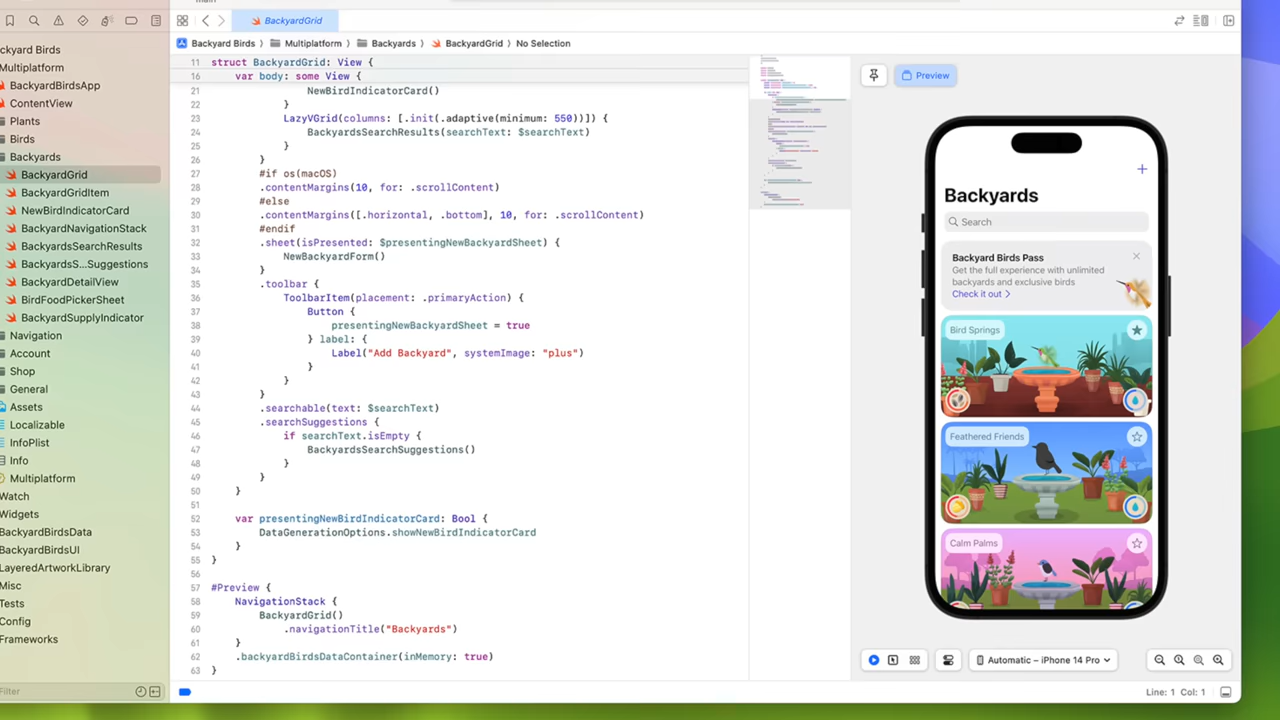 main
BackyardGrid
Backyard Birds
Multiplatform
Backyards
BackyardGrid
No Selection
ckyard Birds
Multiplatform
BackyardBirdsApp
ContentView
Plants
Birds
Backyards
BackyardGrid
BackyardGridItem
NewBirdIndicatorCard
BackyardNavigationStack
BackyardsSearchResults
BackyardsS...Suggestions
BackyardDetailView
BirdFoodPickerSheet
BackyardSupplyIndicator
Navigation
Account
Shop
General
Assets
Localizable
InfoPlist
Info
Multiplatform
Watch
Widgets
BackyardBirdsData
BackyardBirdsUI
LayeredArtworkLibrary
Misc
Tests
Config
Frameworks
Filter
11 struct BackyardGrid: View {
16 var body: some View {
21 NewBirdIndicatorCard()
22 }
23 LazyVGrid(columns: [.init(.adaptive(minimum: 550))]) {
24 BackyardsSearchResults(searchText: $searchText)
25 }
26 }
27 #if os(macOS)
28 .contentMargins(10, for: .scrollContent)
29 #else
30 .contentMargins([.horizontal, .bottom], 10, for: .scrollContent)
31 #endif
32 .sheet(isPresented: $presentingNewBackyardSheet) {
33 NewBackyardForm()
34 }
35 .toolbar {
36 ToolbarItem(placement: .primaryAction) {
37 Button {
38 presentingNewBackyardSheet = true
39 } label: {
40 Label("Add Backyard", systemImage: "plus")
41 }
42 }
43 }
44 .searchable(text: $searchText)
45 .searchSuggestions {
46 if searchText.isEmpty {
47 BackyardsSearchSuggestions()
48 }
49 }
50 }
51
52 var presentingNewBirdIndicatorCard: Bool {
53 DataGenerationOptions.showNewBirdIndicatorCard
54 }
55 }
56
57 #Preview {
58 NavigationStack {
59 BackyardGrid()
60 .navigationTitle("Backyards")
61 }
62 .backyardBirdsDataContainer(inMemory: true)
63 }
Preview
Backyards
Search
Backyard Birds Pass
Get the full experience with unlimited
backyards and exclusive birds
Check it out
Bird Springs
Feathered Friends
Calm Palms
Automatic – iPhone 14 Pro
Line: 1 Col: 1